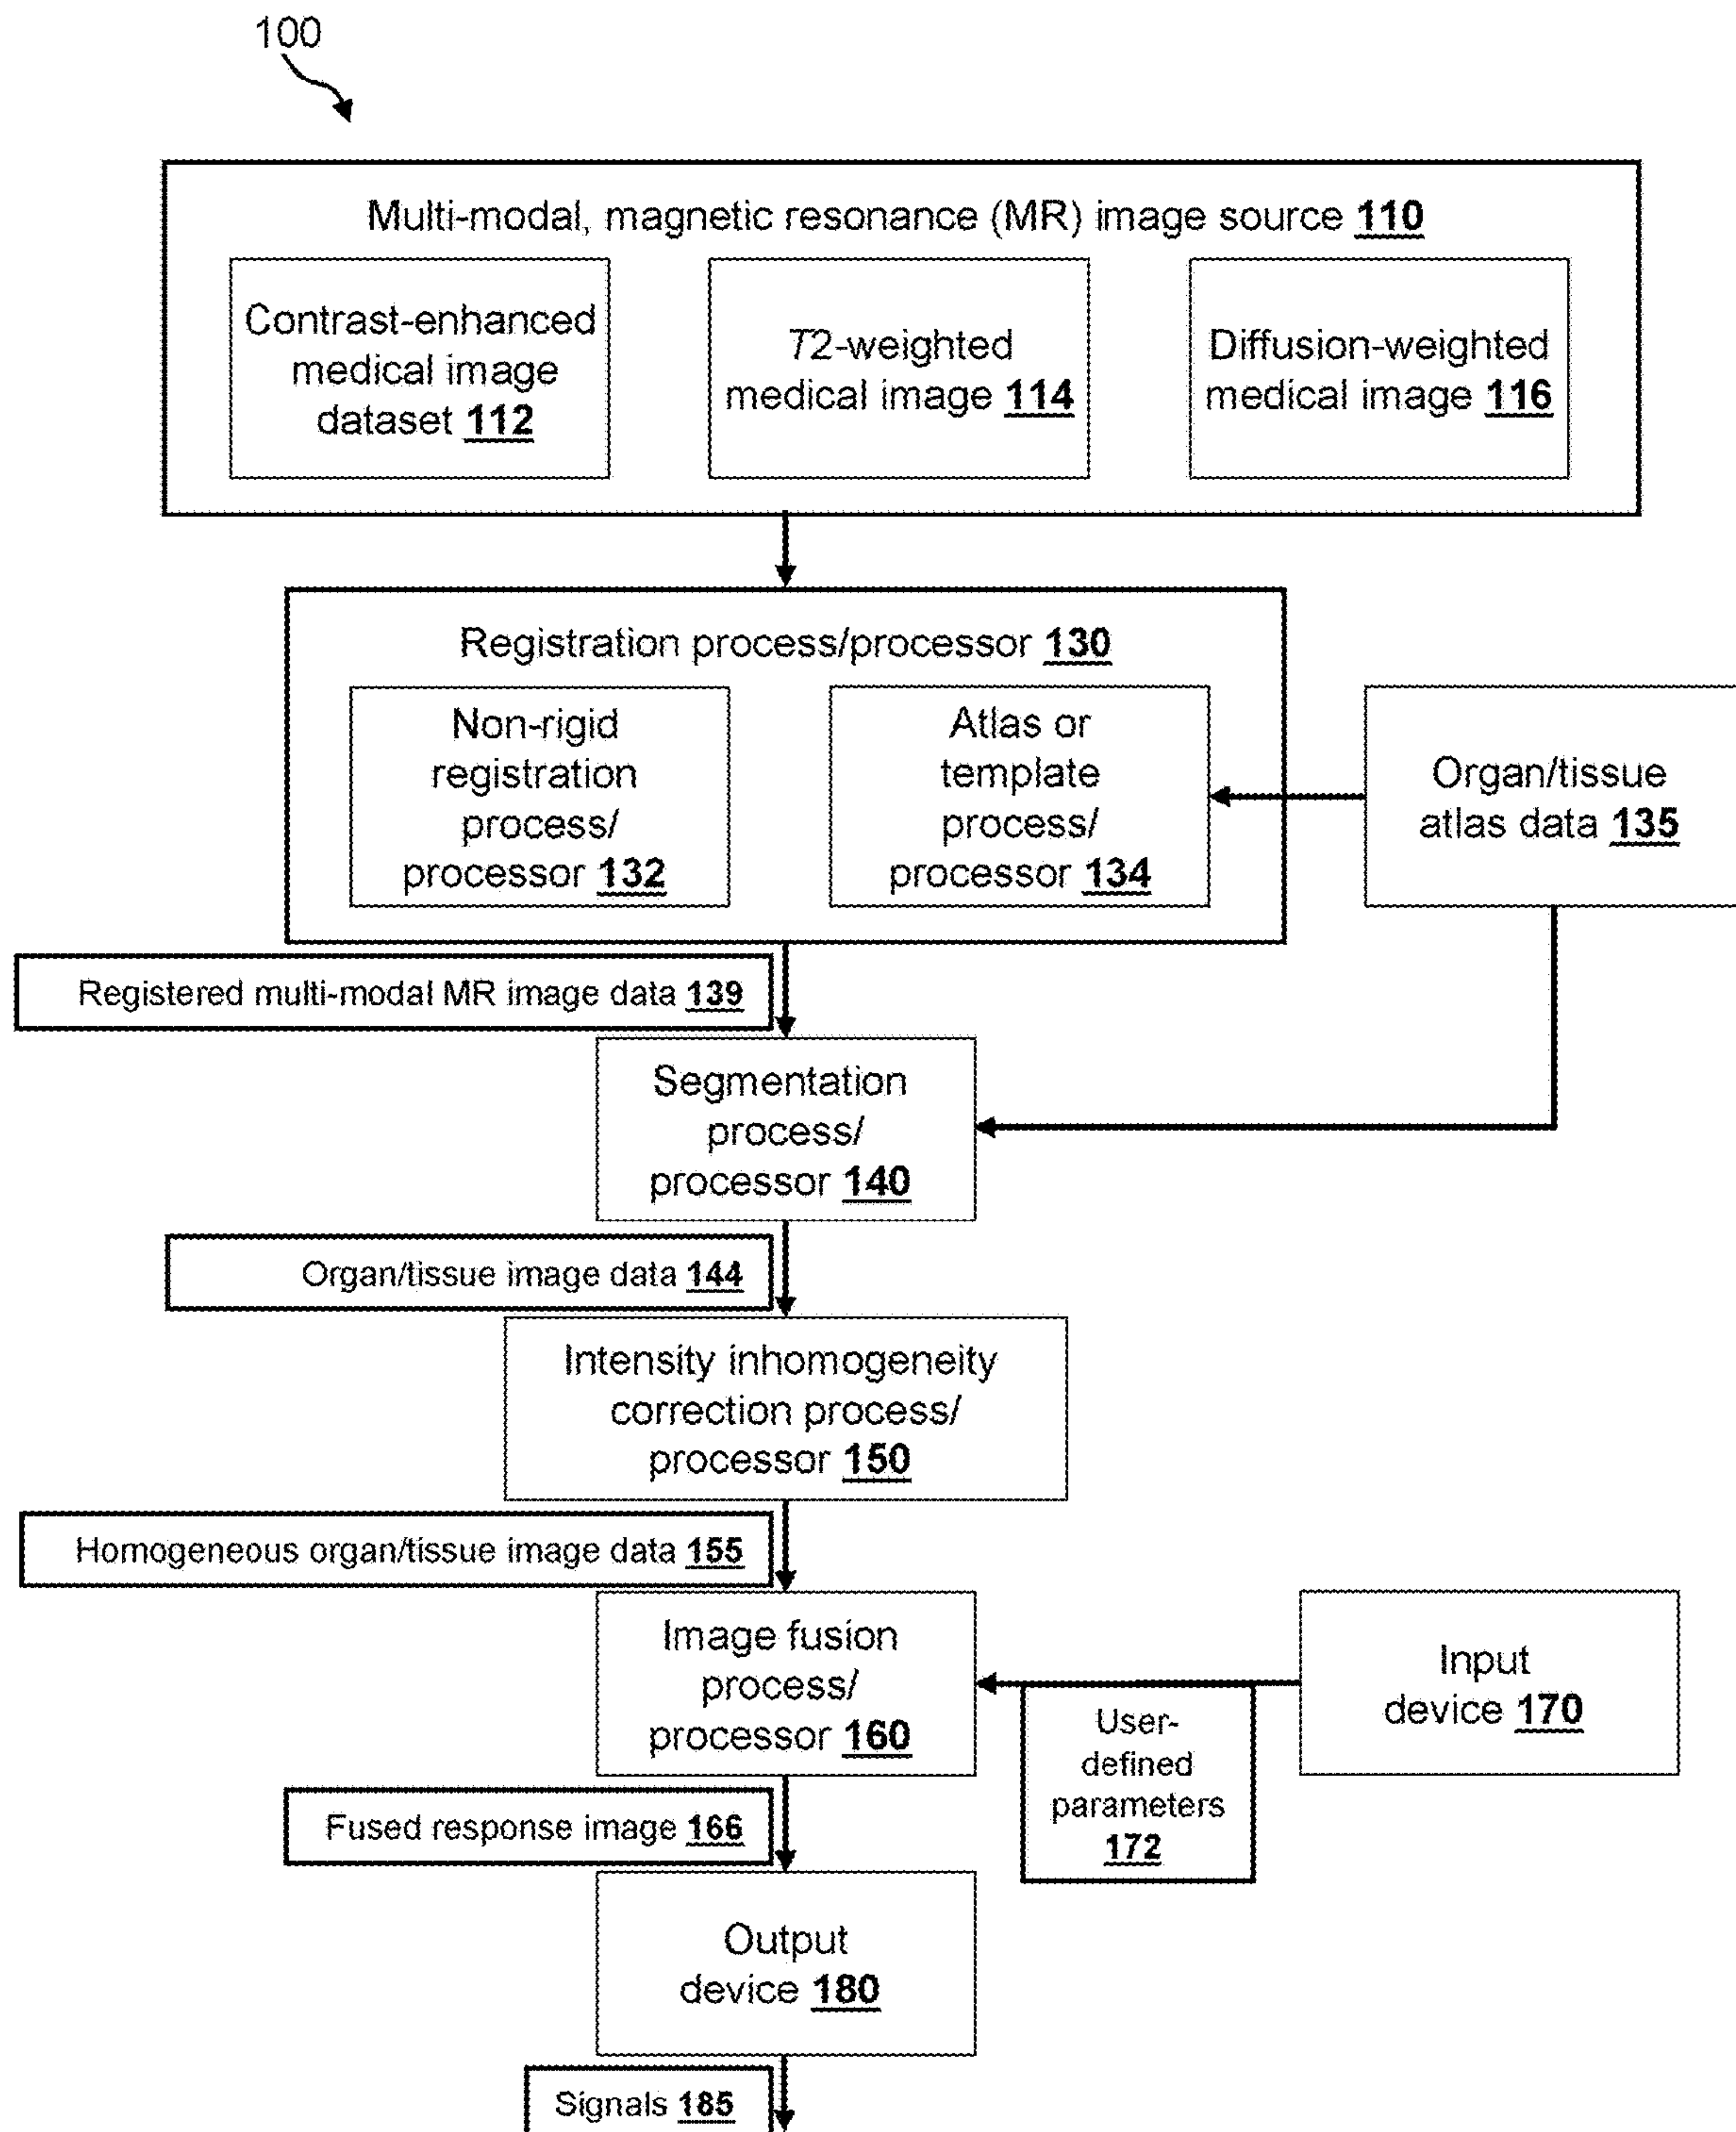 100
Multi-modal, magnetic resonance (MR) image source 110
Contrast-enhanced
medical image
dataset 112
T2-weighted
medical image 114
Diffusion-weighted
medical image 116
Registration process/processor 130
Non-rigid
registration
process/
processor 132
Atlas or
template
process/
processor 134
Organ/tissue
atlas data 135
Registered multi-modal MR image data 139
Segmentation
process/
processor 140
Organ/tissue image data 144
Intensity inhomogeneity
correction process/
processor 150
Homogeneous organ/tissue image data 155
Image fusion
process/
processor 160
Input
device 170
User-
defined
parameters
172
Fused response image 166
Output
device 180
Signals 185